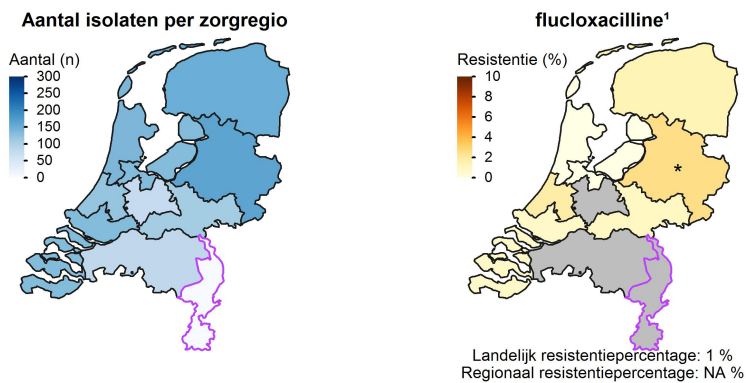 Aantal isolaten per zorgregio
Aantal (n)
300
250
200
150
100
50
0
flucloxacilline¹
Resistentie (%)
10
8
6
4
2
0
*
Landelijk resistentiepercentage: 1 %
Regionaal resistentiepercentage: NA %